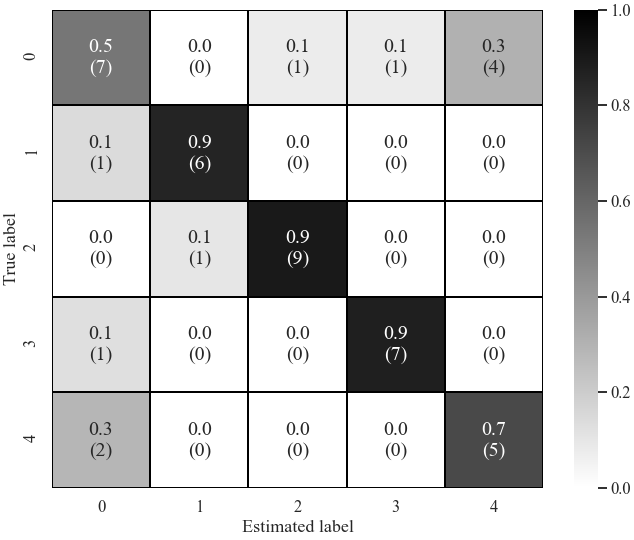 0.5 0.0 0.1 0.1 0.3
(7) (0) (1) (1) (4)
0.1 0.9 0.0 0.0 0.0
(1) (6) (0) (0) (0)
0.0 0.1 0.9 0.0 0.0
(0) (1) (9) (0) (0)
0.1 0.0 0.0 0.9 0.0
(1) (0) (0) (7) (0)
0.3 0.0 0.0 0.0 0.7
(2) (0) (0) (0) (5)
0
1
2
3
4
True label
0 1 2 3 4
Estimated label
1.0
0.8
0.6
0.4
0.2
0.0